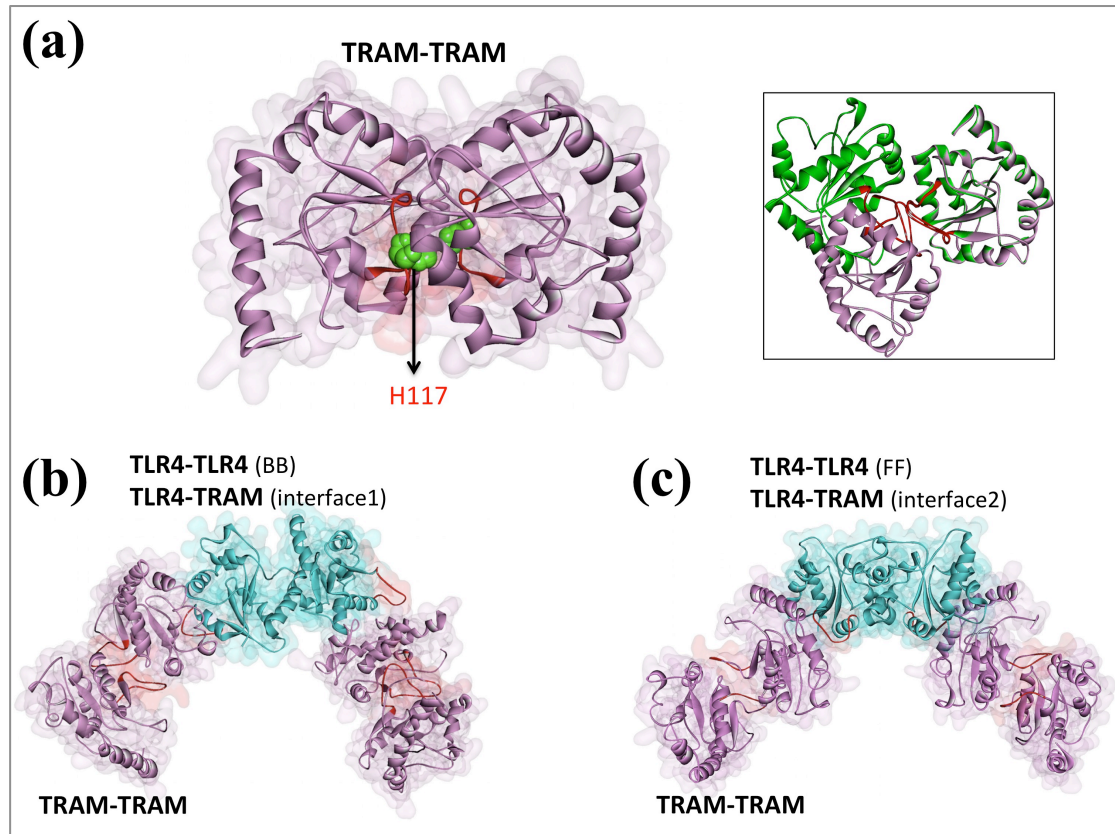 (a)
TRAM-TRAM
H117
(b)
TLR4-TLR4 (BB)
TLR4-TRAM (interface1)
TRAM-TRAM
(c)
TLR4-TLR4 (FF)
TLR4-TRAM (interface2)
TRAM-TRAM